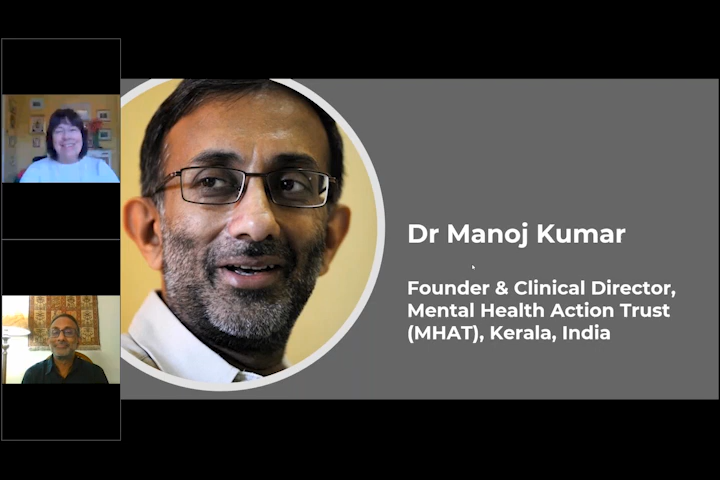 Dr Manoj Kumar
Founder & Clinical Director,
Mental Health Action Trust
(MHAT), Kerala, India